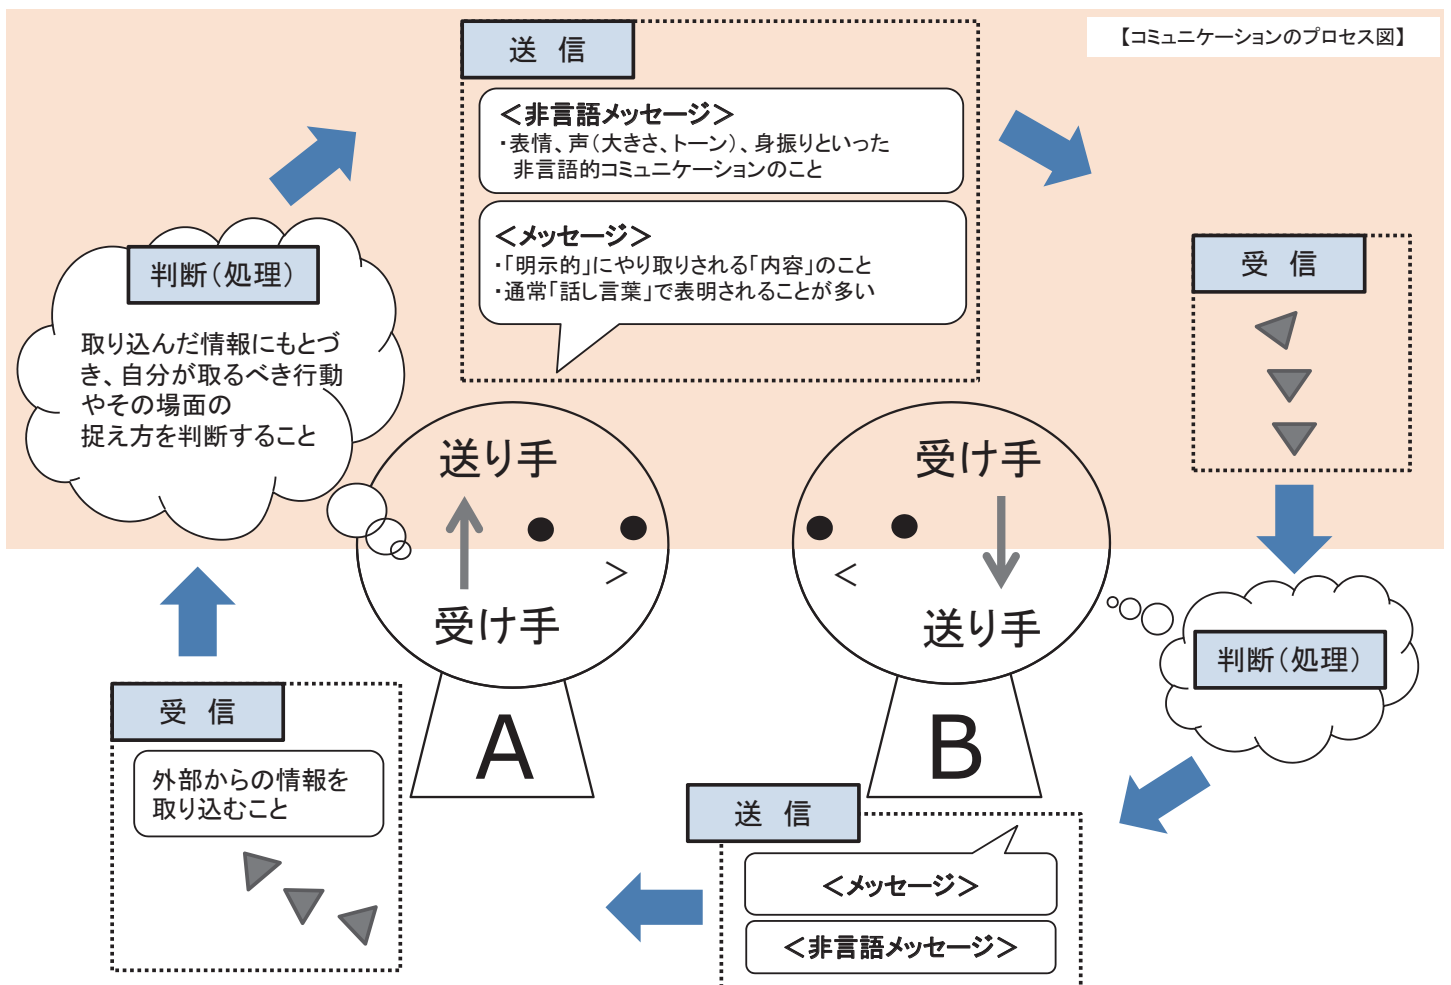 【コミュニケーションのプロセス図】
送 信
＜非言語メッセージ＞
・表情、声（大きさ、トーン）、身振りといった
非言語的コミュニケーションのこと
＜メッセージ＞
・「明示的」にやり取りされる「内容」のこと
・通常「話し言葉」で表明されることが多い
判断（処理）
取り込んだ情報にもとづ
き、自分が取るべき行動
やその場面の
捉え方を判断すること
受 信
送り手
受け手
A
受け手
送り手
B
判断（処理）
受 信
外部からの情報を
取り込むこと
送 信
＜メッセージ＞
＜非言語メッセージ＞